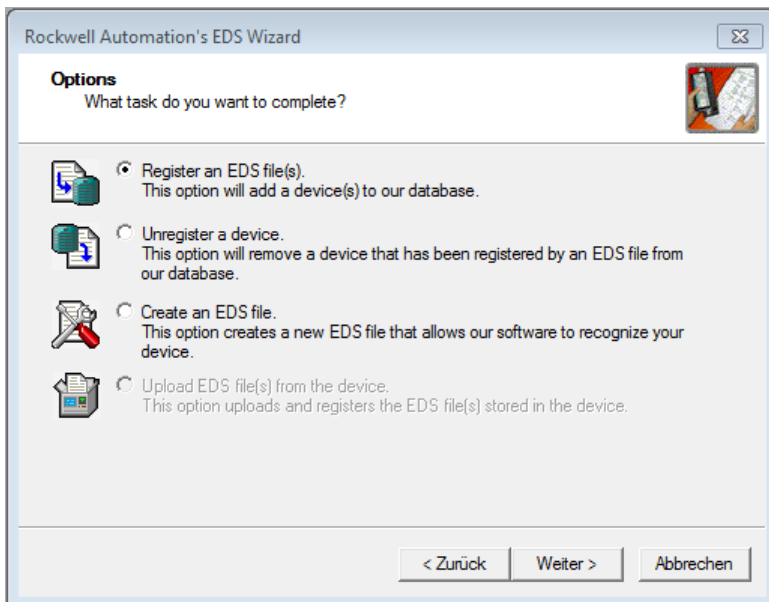 Rockwell Automation's EDS Wizard
Options
What task do you want to complete?
Register an EDS file(s).
This option will add a device(s) to our database.
Unregister a device.
This option will remove a device that has been registered by an EDS file from
our database.
Create an EDS file.
This option creates a new EDS file that allows our software to recognize your
device.
Upload EDS file(s) from the device.
This option uploads and registers the EDS file(s) stored in the device.
< Zurück
Weiter >
Abbrechen